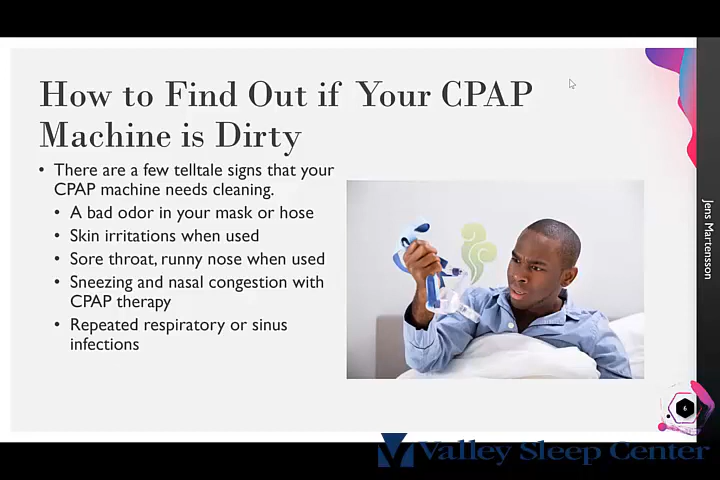 How to Find Out if Your CPAP
Machine is Dirty
• There are a few telltale signs that your
CPAP machine needs cleaning.
• A bad odor in your mask or hose
• Skin irritations when used
• Sore throat, runny nose when used
• Sneezing and nasal congestion with
CPAP therapy
• Repeated respiratory or sinus
infections
Jens Martensson
6
Valley Sleep Center